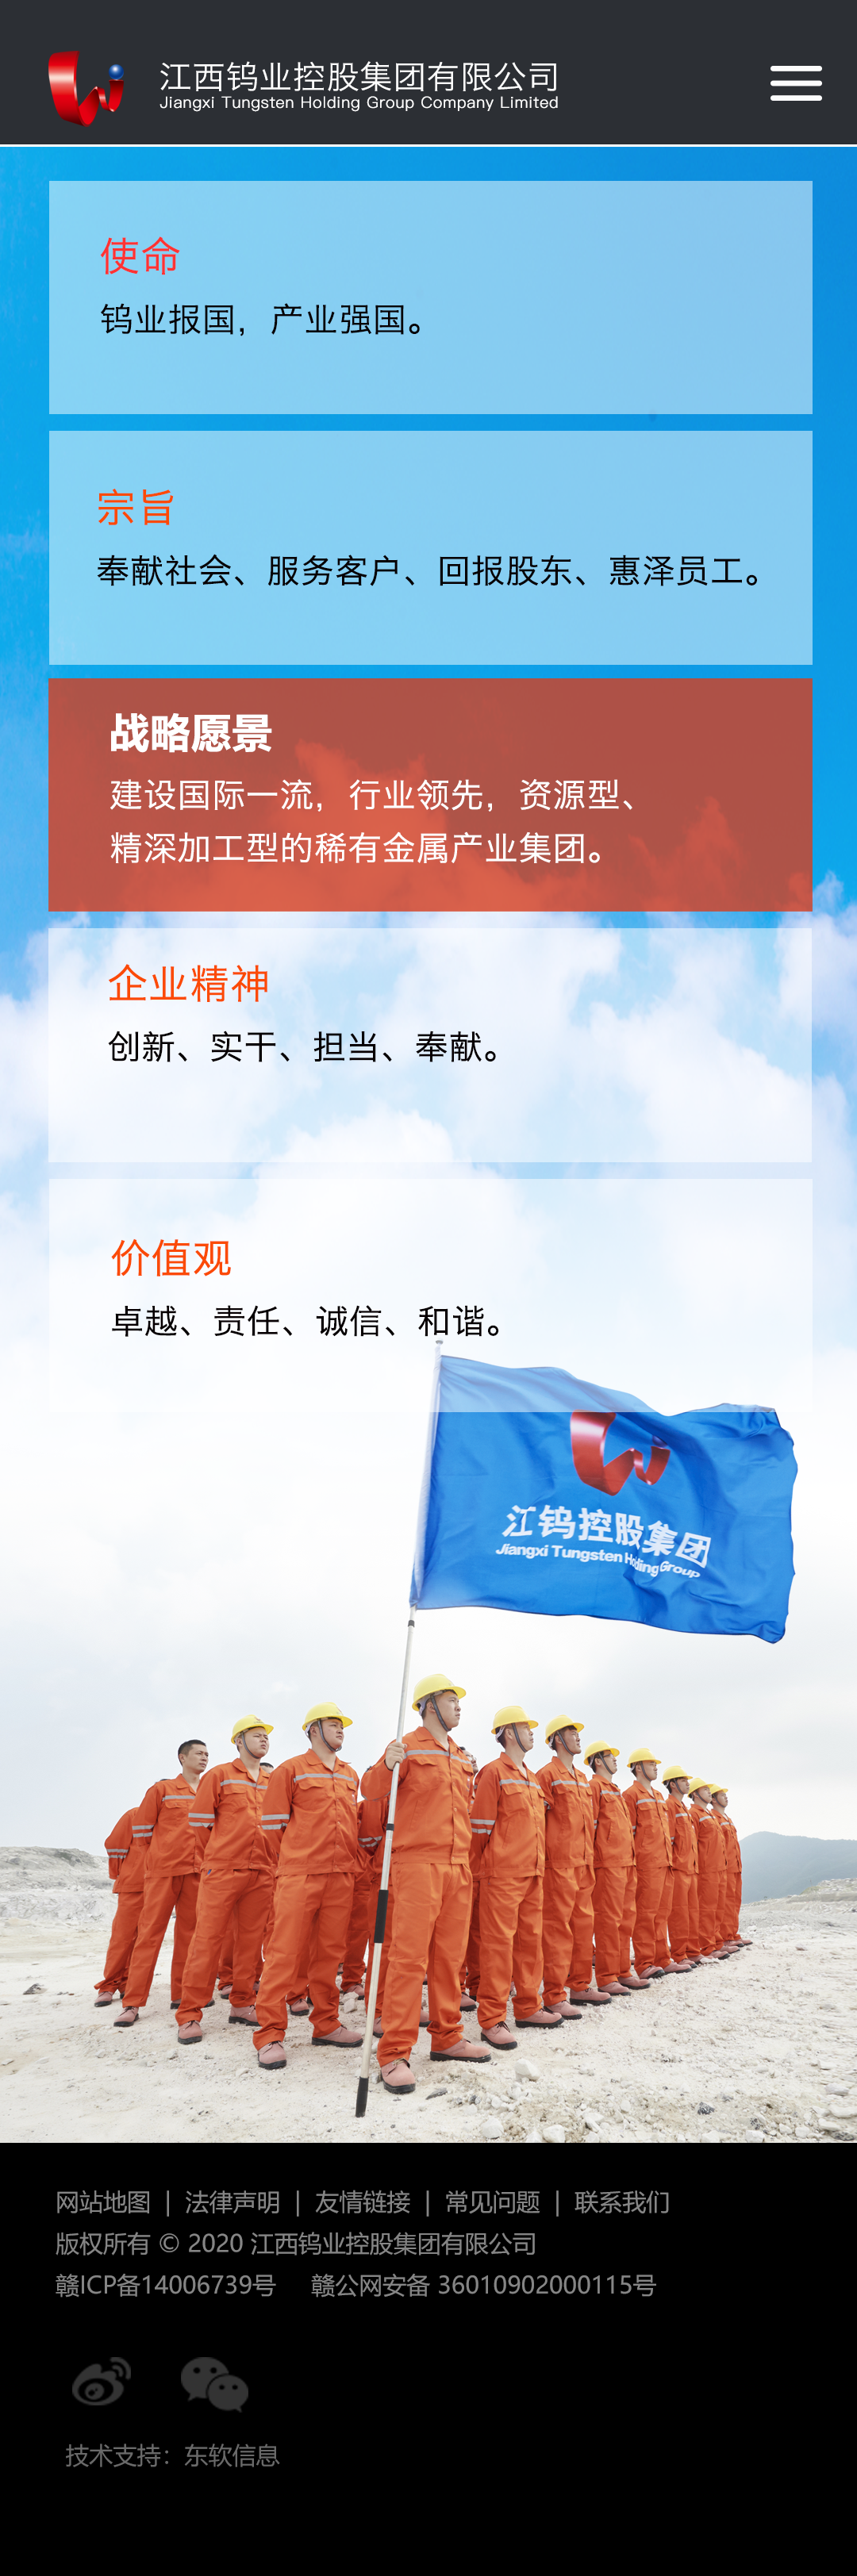 江西钨业控股集团有限公司
Jiangxi Tungsten Holding Group Company Limited
使命
钨业报国，产业强国。
宗旨
奉献社会、服务客户、回报股东、惠泽员工。
战略愿景
建设国际一流，行业领先，资源型、
精深加工型的稀有金属产业集团。
企业精神
创新、实干、担当、奉献。
价值观
卓越、责任、诚信、和谐。
江钨控股集团
Jiangxi Tungsten Holding Group
网站地图 | 法律声明 | 友情链接 | 常见问题 | 联系我们
版权所有 © 2020 江西钨业控股集团有限公司
赣ICP备14006739号 赣公网安备 36010902000115号
技术支持：东软信息